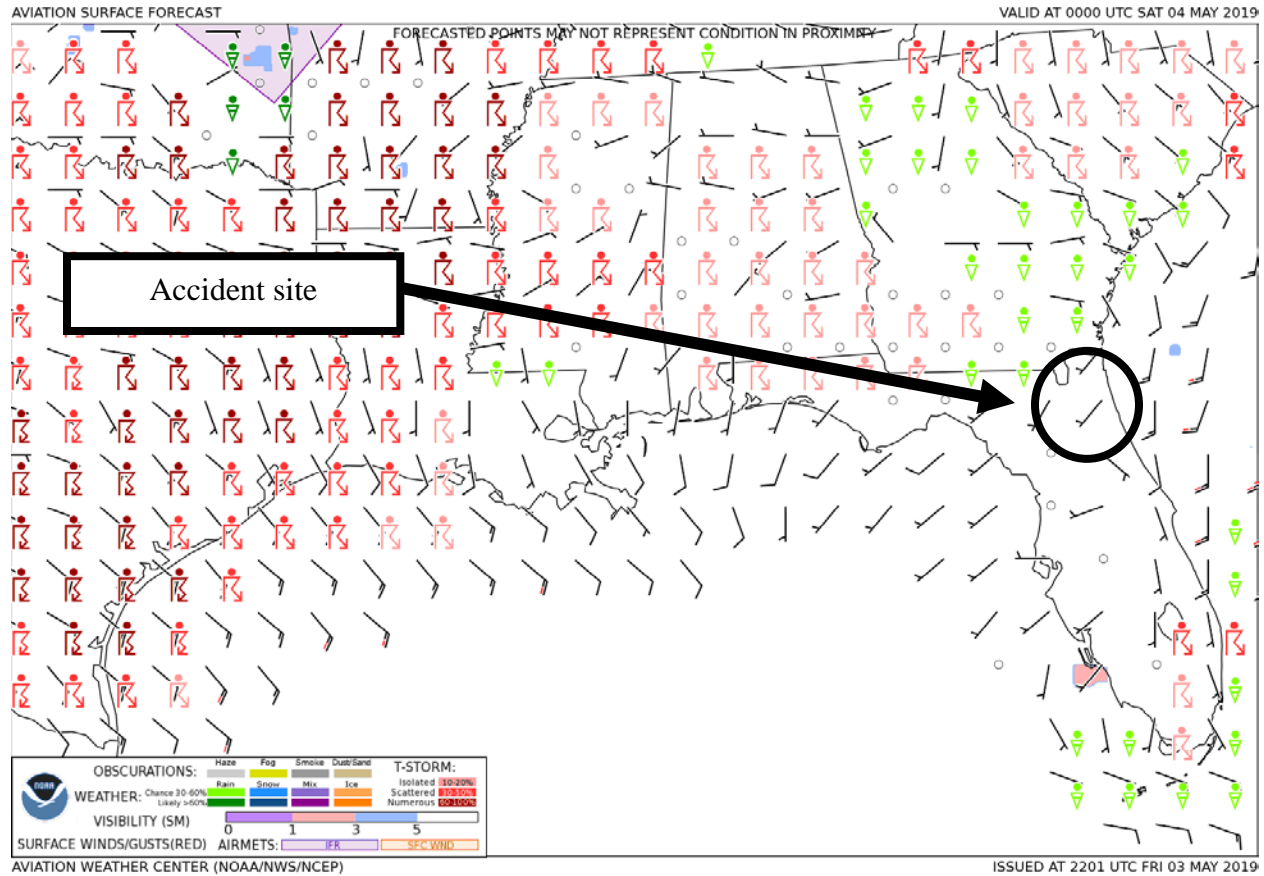 AVIATION SURFACE FORECAST VALID AT 0000 UTC SAT 04 MAY 2019
FORECASTED POINTS MAY NOT REPRESENT CONDITION IN PROXIMITY
Accident site
OBSCURATIONS: Haze Fog Smoke Dust/Sand T-STORM:
WEATHER: Rain Snow Mix Ice Isolated 10-20%
Chance 30-60% Scattered 30-50%
Likely >60% Numerous 60-100%
VISIBILITY (SM) 0 1 3 5
SURFACE WINDS/GUSTS(RED) AIRMETS: IFR SFC WND
NOAA
AVIATION WEATHER CENTER (NOAA/NWS/NCEP) ISSUED AT 2201 UTC FRI 03 MAY 2019